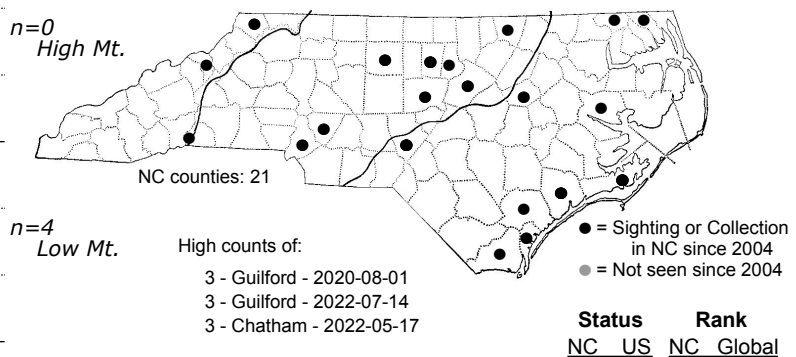 n=0
High Mt.
NC counties: 21
n=4
Low Mt.
High counts of:
3 - Guilford - 2020-08-01
3 - Guilford - 2022-07-14
3 - Chatham - 2022-05-17
= Sighting or Collection
in NC since 2004
= Not seen since 2004
Status Rank
NC US NC Global